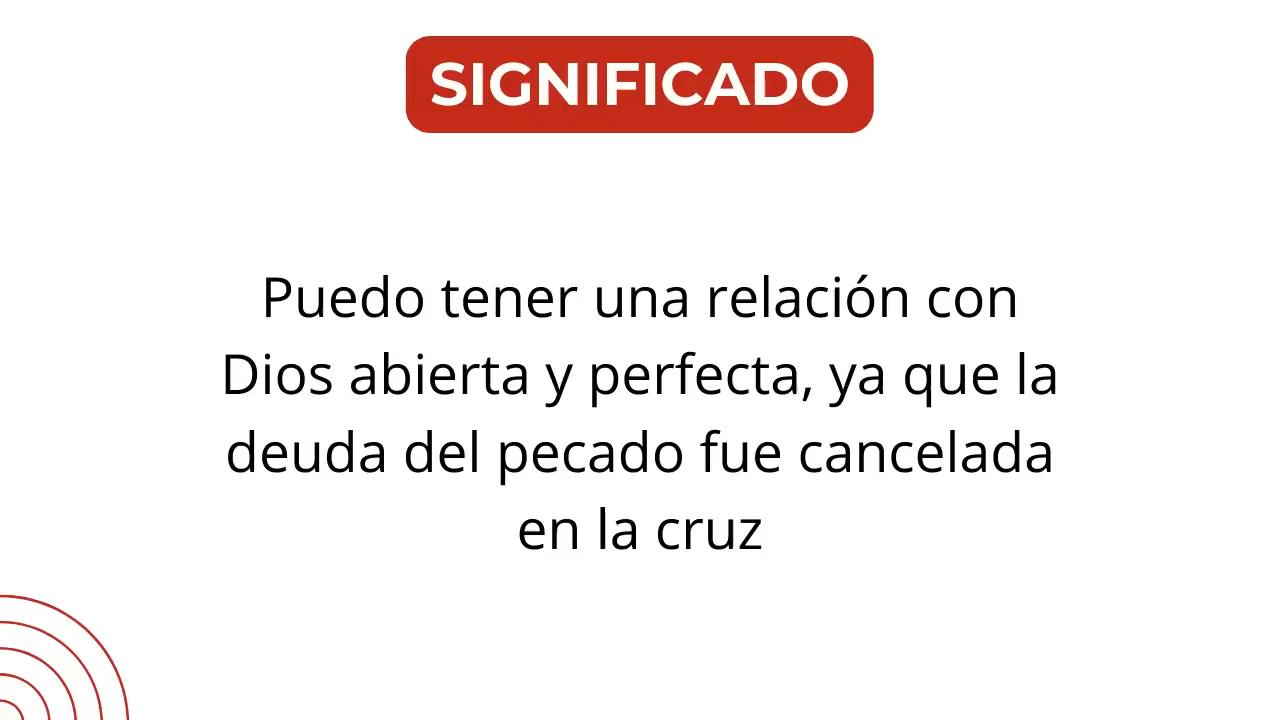 SIGNIFICADO
Puedo tener una relación con
Dios abierta y perfecta, ya que la
deuda del pecado fue cancelada
en la cruz